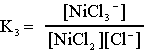 K₃ = [NiCl₃⁻] / [NiCl₂][Cl⁻]